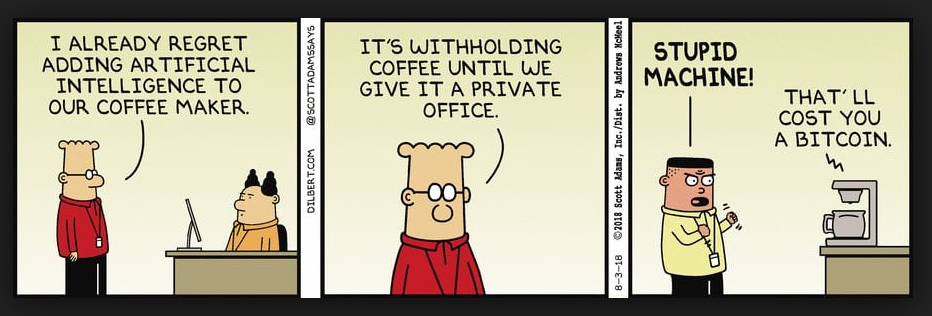 I ALREADY REGRET
ADDING ARTIFICIAL
INTELLIGENCE TO
OUR COFFEE MAKER.
DILBERT.COM @SCOTTADAMSSAYS
IT'S WITHHOLDING
COFFEE UNTIL WE
GIVE IT A PRIVATE
OFFICE.
8-3-18 ©2018 Scott Adams, Inc./Dist. by Andrews McMeel
STUPID
MACHINE!
THAT'LL
COST YOU
A BITCOIN.